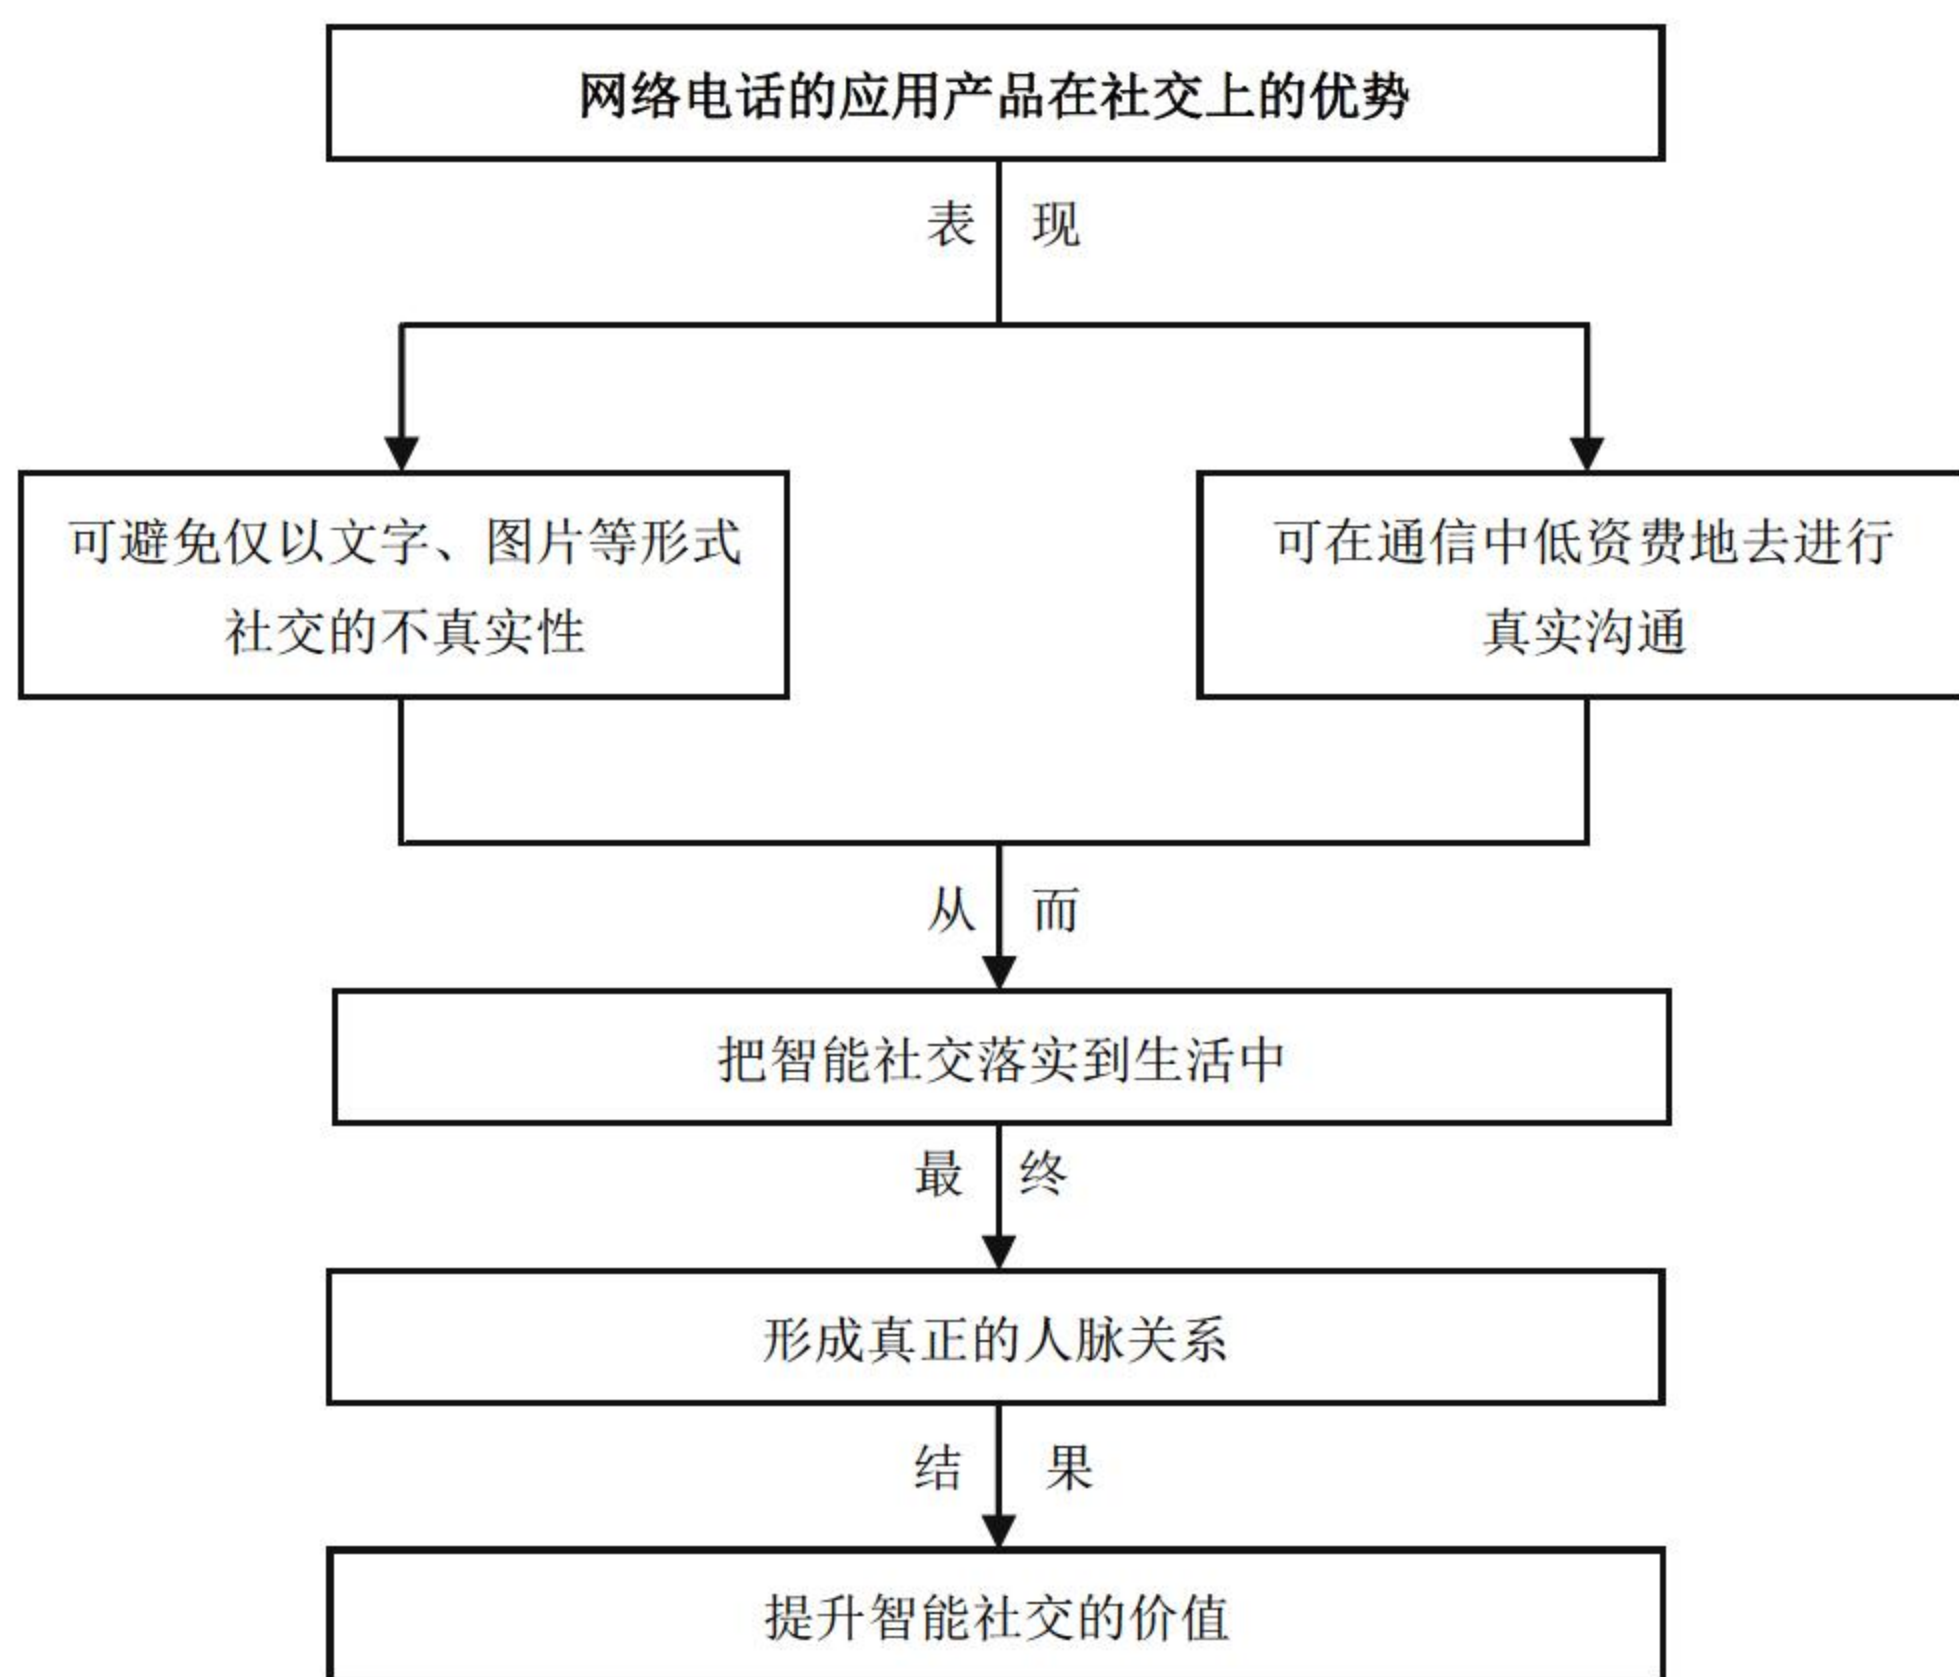 网络电话的应用产品在社交上的优势
表 现
可避免仅以文字、图片等形式
社交的不真实性
可在通信中低资费地去进行
真实沟通
从 而
把智能社交落实到生活中
最 终
形成真正的人脉关系
结 果
提升智能社交的价值